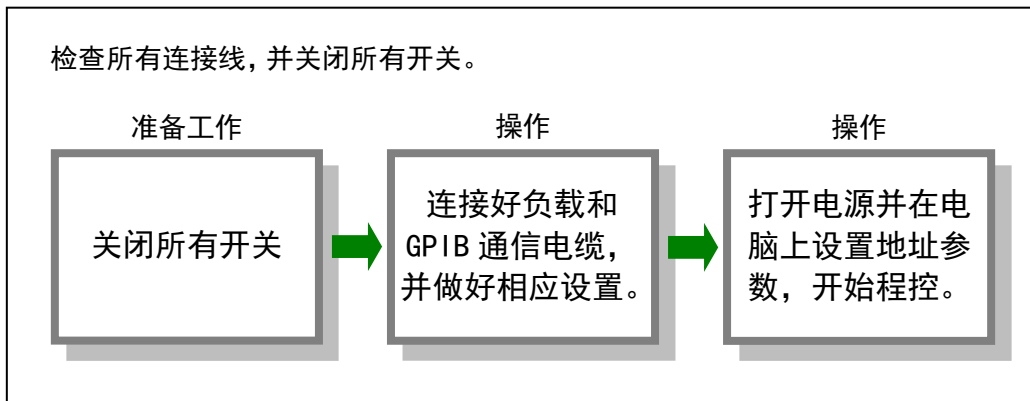 检查所有连接线，并关闭所有开关。
准备工作
关闭所有开关
操作
连接好负载和
GPIB 通信电缆，
并做好相应设置。
操作
打开电源并在电
脑上设置地址参
数，开始程控。